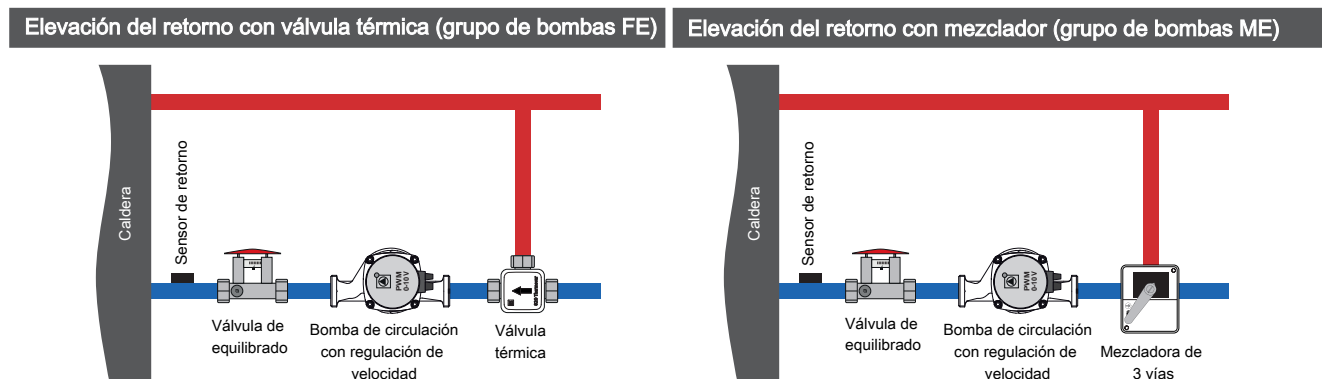 Elevación del retorno con válvula térmica (grupo de bombas FE)
Caldera
Sensor de retorno
PWM
0-10 V
Válvula de
equilibrado
Bomba de circulación
con regulación de
velocidad
Válvula
térmica
Elevación del retorno con mezclador (grupo de bombas ME)
Caldera
Sensor de retorno
PWM
0-10 V
Válvula de
equilibrado
Bomba de circulación
con regulación de
velocidad
Mezcladora de
3 vías